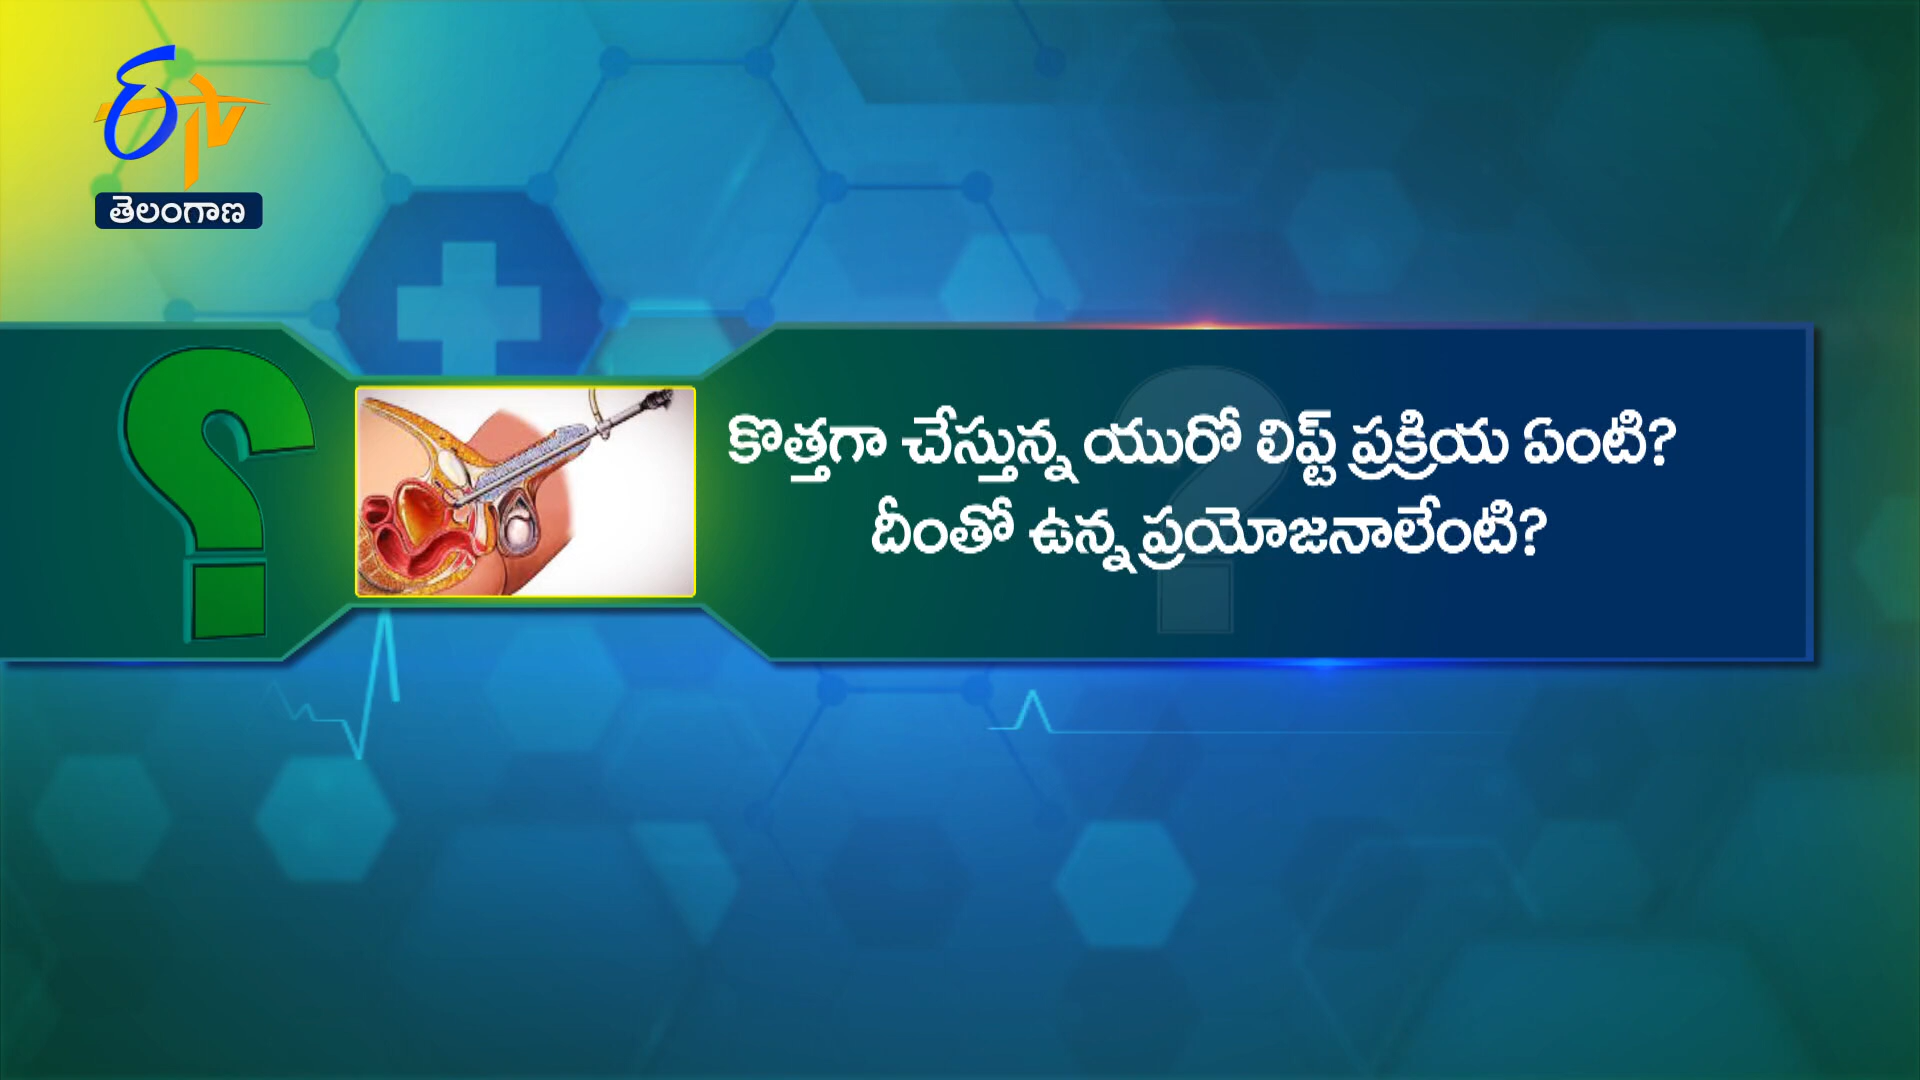 ETV
తెలంగాణ
కొత్తగా చేస్తున్న యురో లిఫ్ట్ ప్రక్రియ ఏంటి?
దీంతో ఉన్న ప్రయోజనాలేంటి?